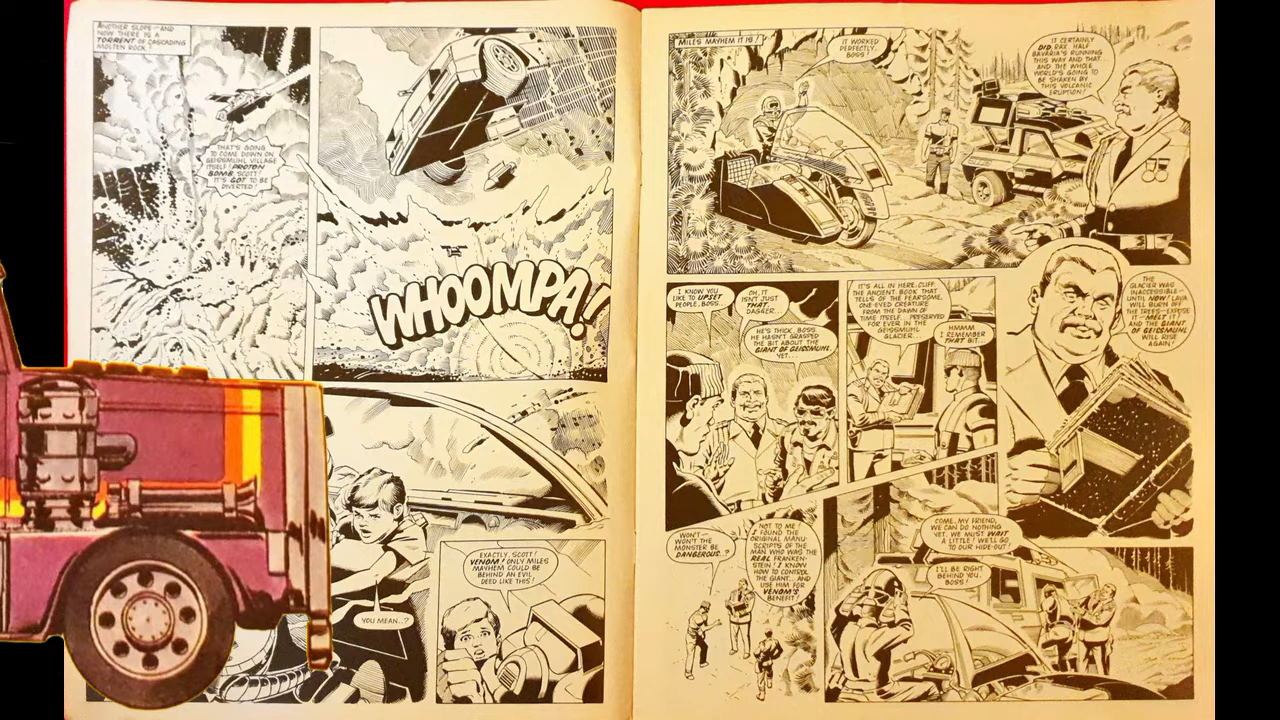 ANOTHER SLOPE—AND
NOW THERE IS A
TORRENT OF CASCADING
MOLTEN ROCK!
THAT'S GOING
TO COME DOWN ON
GEISSMUHL VILLAGE
ITSELF! PROTON
BOMB, SCOTT!
IT'S GOT TO BE
DIVERTED!
WHOOMPA!
YOU MEAN..?
EXACTLY, SCOTT!
VENOM! ONLY MILES
MAYHEM COULD BE
BEHIND AN EVIL
DEED LIKE THIS!
MILES MAYHEM IT IS!
IT WORKED
PERFECTLY,
BOSS!
IT CERTAINLY
DID, RAX. HALF
BAVARIA'S RUNNING
THIS WAY AND THAT...
AND THE WHOLE
WORLD'S GOING TO
BE SHAKEN BY
THIS VOLCANIC
ERUPTION!
I KNOW YOU
LIKE TO UPSET
PEOPLE, BOSS...
OH, IT
ISN'T JUST
THAT,
DAGGER...
HE'S THICK, BOSS.
HE HASN'T GRASPED
THE BIT ABOUT THE
GIANT OF GEISSMUHL,
YET...
IT'S ALL IN HERE, CLIFF.
THE ANCIENT BOOK THAT
TELLS OF THE FEARSOME,
ONE-EYED CREATURE
FROM THE DAWN OF
TIME ITSELF... PRESERVED
FOR EVER IN THE
GEISSMUHL
GLACIER...
HMMM.
I REMEMBER
THAT BIT...
THE
GLACIER WAS
INACCESSIBLE—
UNTIL NOW! LAVA
WILL BURN OFF
THE TREES—EXPOSE
IT—MELT IT!
AND THE GIANT
OF GEISSMUHL
WILL RISE
AGAIN!
WON'T—
WON'T THE
MONSTER BE
DANGEROUS..?
NOT TO ME!
I FOUND THE
ORIGINAL MANU-
SCRIPTS OF THE
MAN WHO WAS THE
REAL FRANKEN-
STEIN! I KNOW
HOW TO CONTROL
THE GIANT... AND
USE HIM FOR
VENOM'S
BENEFIT!
COME, MY FRIEND,
WE CAN DO NOTHING
YET. WE MUST WAIT
A LITTLE! WE'LL GO
TO OUR HIDE-OUT!
I'LL BE RIGHT
BEHIND YOU,
BOSS!